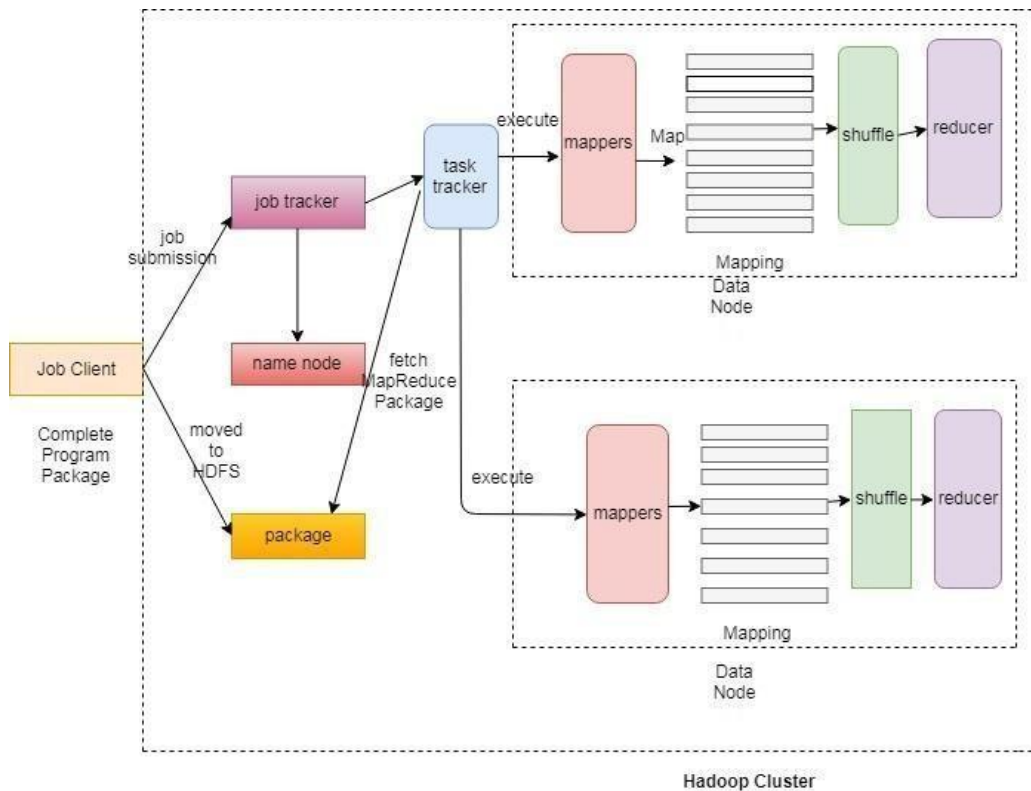 execute
mappers
Map
shuffle
reducer
Mapping
Data
Node
task
tracker
job tracker
job
submission
Job Client
Complete
Program
Package
name node
fetch
MapReduce
Package
moved
to
HDFS
package
execute
mappers
shuffle
reducer
Mapping
Data
Node
Hadoop Cluster